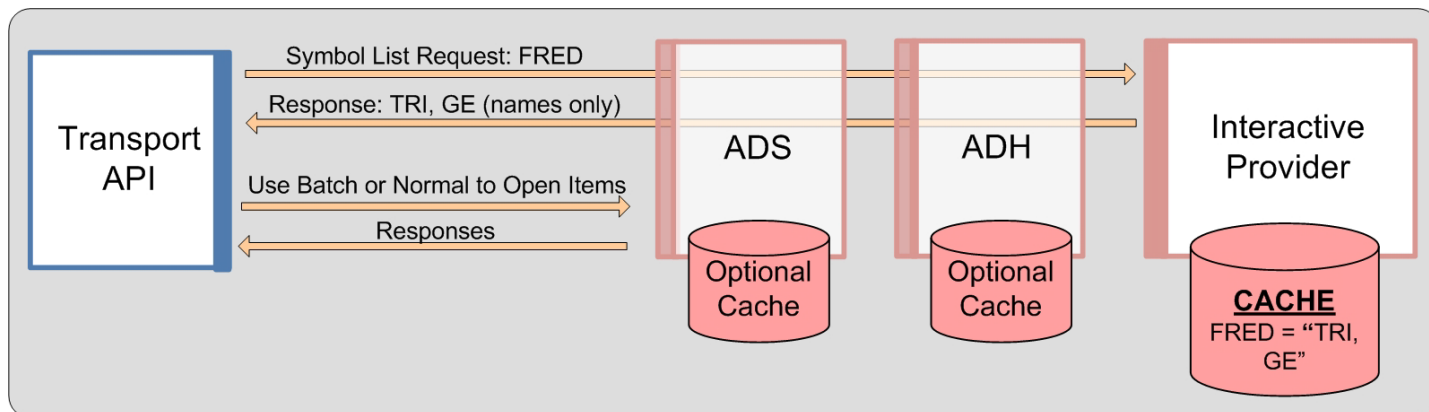 Symbol List Request: FRED
Response: TRI, GE (names only)
Transport
API
Use Batch or Normal to Open Items
Responses
ADS
ADH
Interactive
Provider
Optional
Cache
Optional
Cache
CACHE
FRED = “TRI,
GE”